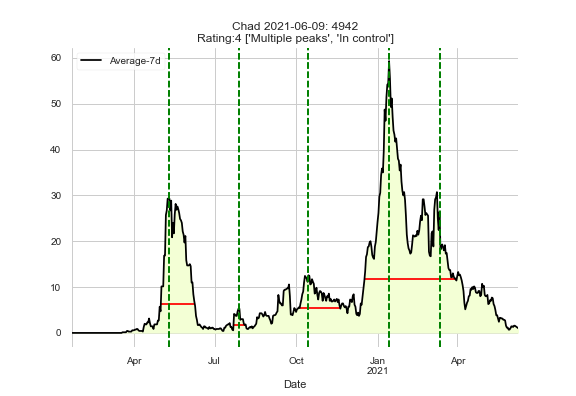 Chad 2021-06-09: 4942
Rating:4 ['Multiple peaks', 'In control']
Average-7d
60
50
40
30
20
10
0
Apr Jul Oct Jan Apr
2021
Date